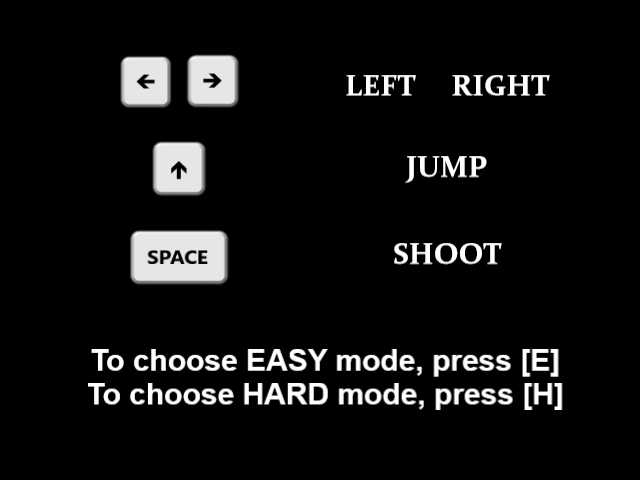 ← → LEFT RIGHT
↑ JUMP
SPACE SHOOT
To choose EASY mode, press [E]
To choose HARD mode, press [H]